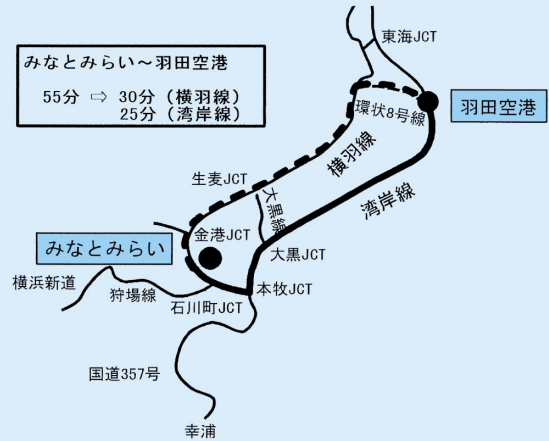 東海JCT
みなとみらい～羽田空港
55分 ⇨ 30分（横羽線）
25分（湾岸線）
環状8号線
羽田空港
横羽線
生麦JCT
大黒線
湾岸線
金港JCT
みなとみらい
大黒JCT
横浜新道
狩場線
本牧JCT
石川町JCT
国道357号
幸浦